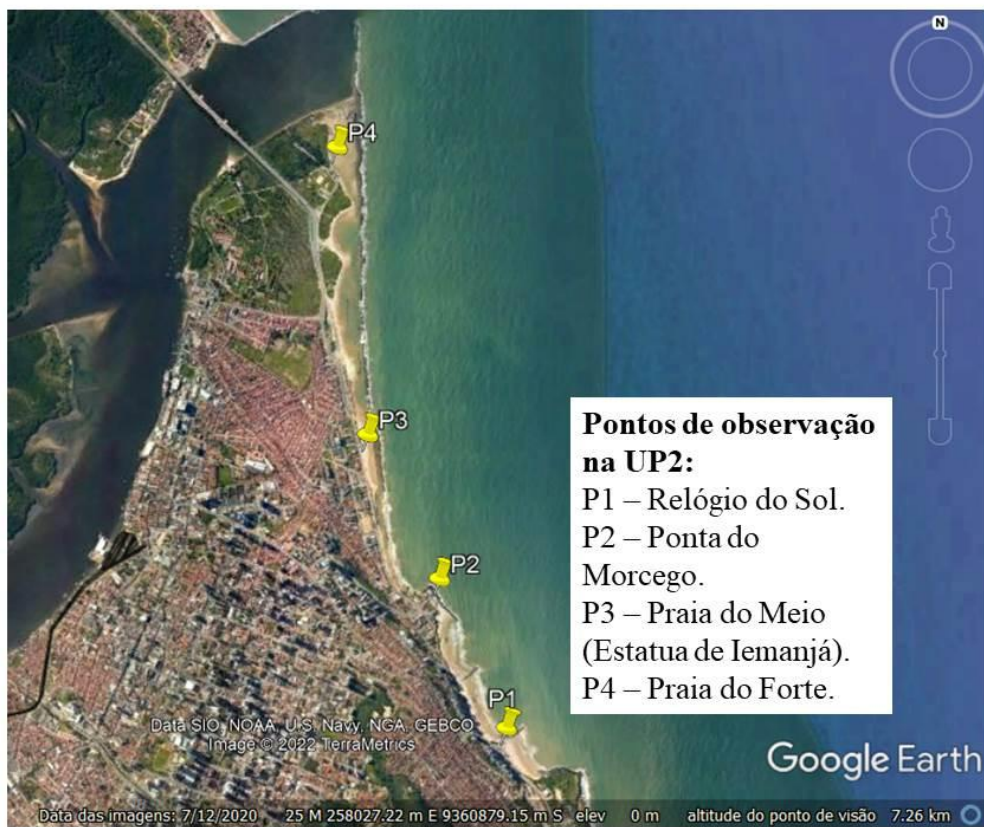 N
P4
P3
P2
P1
Pontos de observação
na UP2:
P1 – Relógio do Sol.
P2 – Ponta do
Morcego.
P3 – Praia do Meio
(Estatua de Iemanjá).
P4 – Praia do Forte.
Data SIO, NOAA, U.S. Navy, NGA, GEBCO
Image © 2022 TerraMetrics
Google Earth
Data das imagens: 7/12/2020 25 M 258027.22 m E 9360879.15 m S elev 0 m altitude do ponto de visão 7.26 km